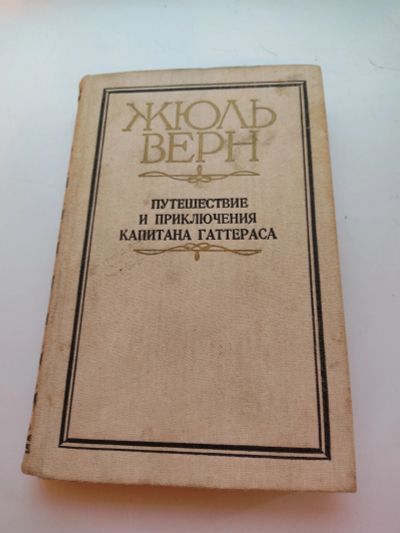 ЖЮЛЬ
ВЕРН
ПУТЕШЕСТВИЕ
И ПРИКЛЮЧЕНИЯ
КАПИТАНА ГАТТЕРАСА